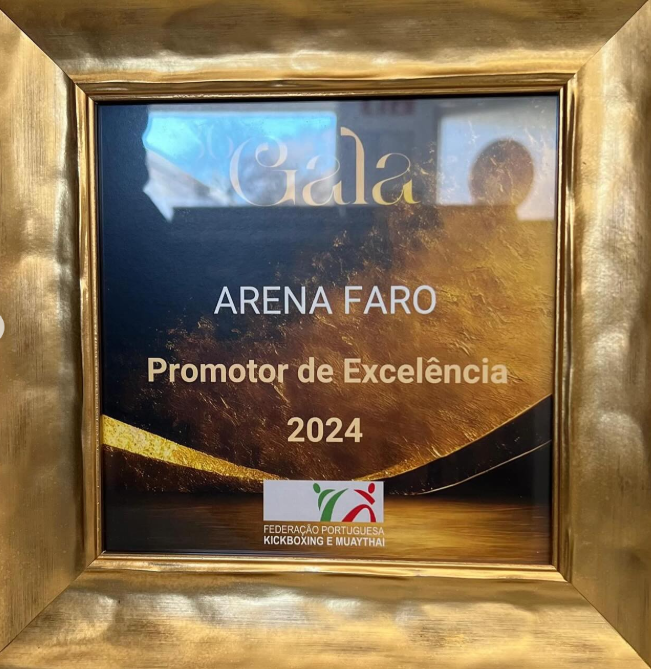 Gala
ARENA FARO
Promotor de Excelência
2024
FEDERAÇÃO PORTUGUESA
KICKBOXING E MUAYTHAI